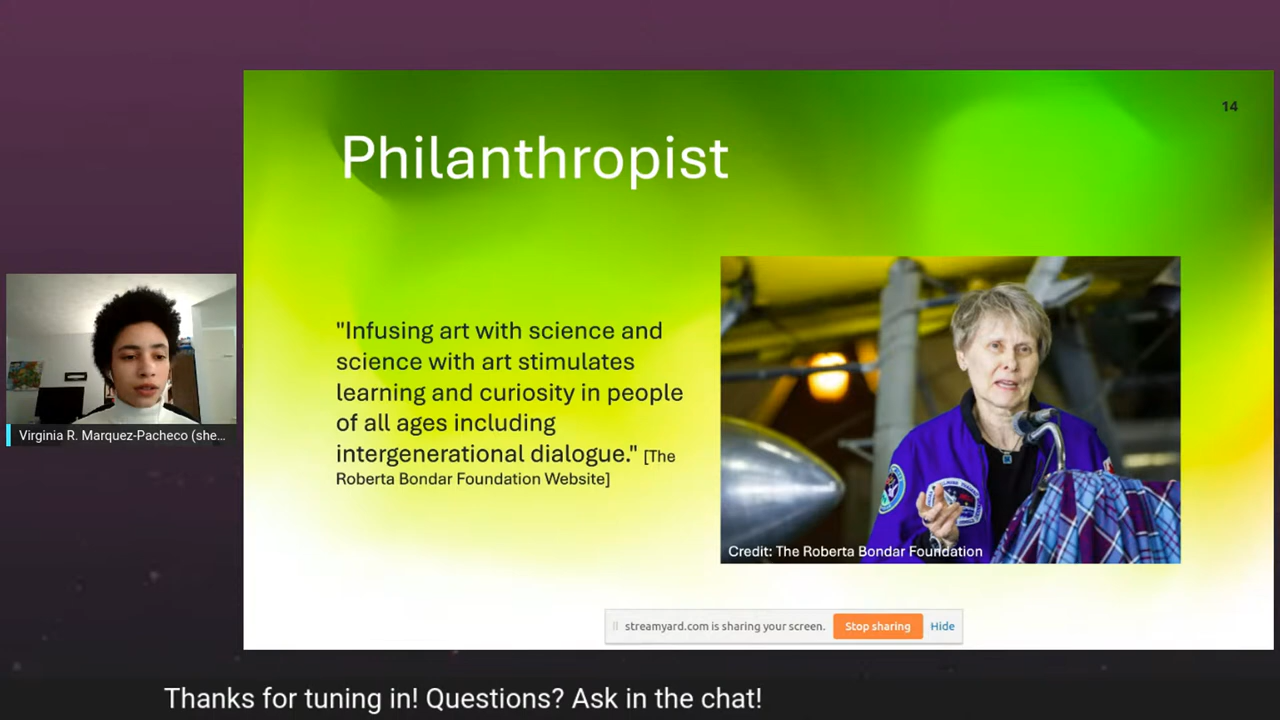 14
Philanthropist
"Infusing art with science and
science with art stimulates
learning and curiosity in people
of all ages including
intergenerational dialogue." [The
Roberta Bondar Foundation Website]
Credit: The Roberta Bondar Foundation
Virginia R. Marquez-Pacheco (she...
streamyard.com is sharing your screen. Stop sharing Hide
Thanks for tuning in! Questions? Ask in the chat!